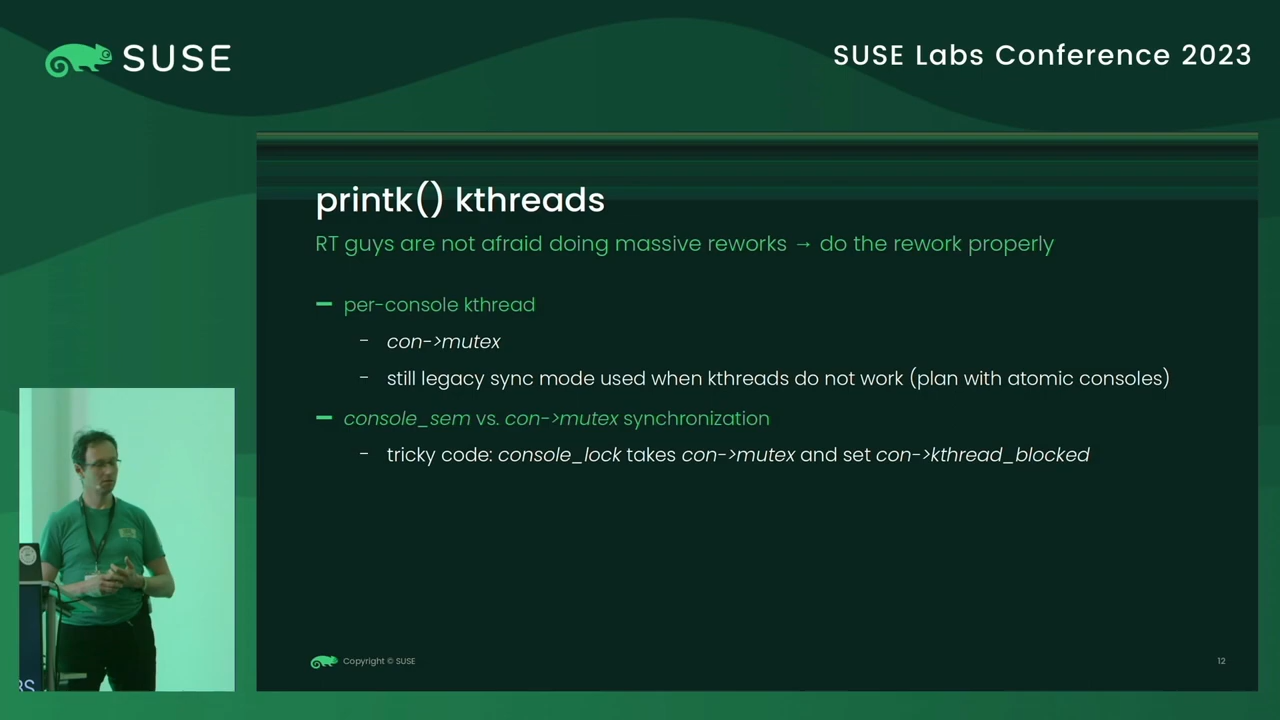 SUSE
SUSE Labs Conference 2023
printk() kthreads
RT guys are not afraid doing massive reworks → do the rework properly
– per-console kthread
- con->mutex
- still legacy sync mode used when kthreads do not work (plan with atomic consoles)
– console_sem vs. con->mutex synchronization
- tricky code: console_lock takes con->mutex and set con->kthread_blocked
Copyright © SUSE
12